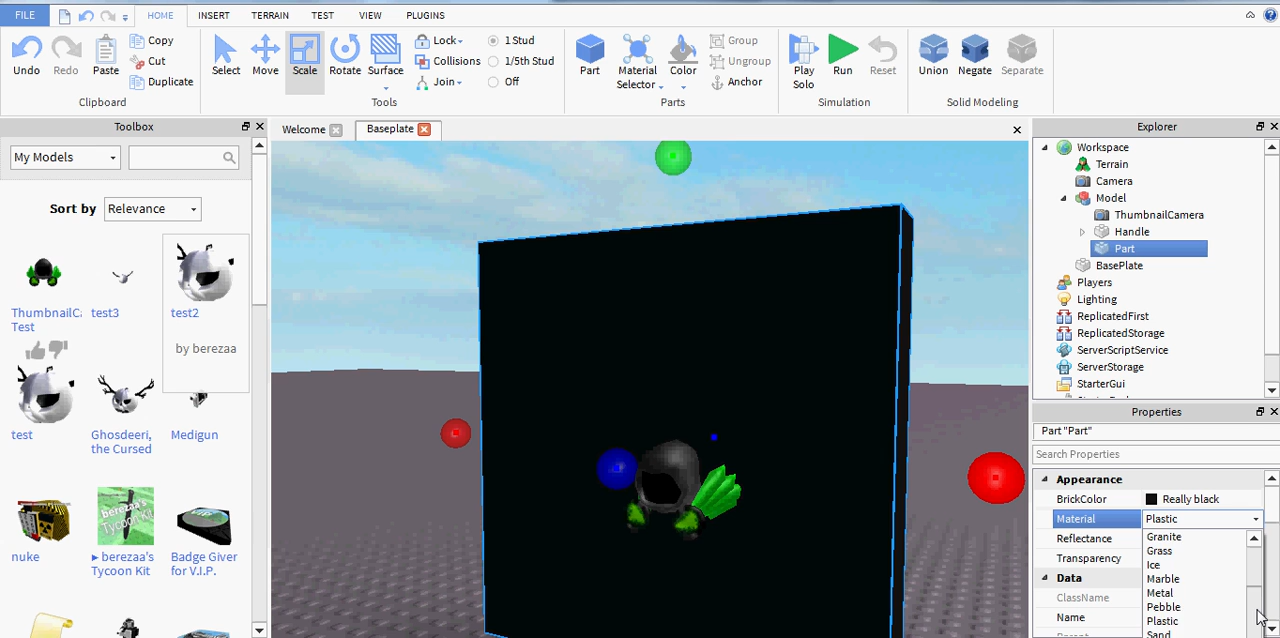 FILE HOME INSERT TERRAIN TEST VIEW PLUGINS
Undo Redo Paste Copy Cut Duplicate
Clipboard
Select Move Scale Rotate Surface Lock Collisions Join 1 Stud 1/5th Stud Off
Tools
Part Material Selector Color Group Ungroup Anchor
Parts
Play Solo Run Reset
Simulation
Union Negate Separate
Solid Modeling
Toolbox
My Models
Sort by Relevance
ThumbnailC. Test
test3
test2
by berezaa
test
Ghosdeeri, the Cursed
Medigun
nuke
berezaa's Tycoon Kit
▸ berezaa's Tycoon Kit
Badge Giver for V.I.P.
Welcome
Baseplate
Explorer
Workspace
Terrain
Camera
Model
ThumbnailCamera
Handle
Part
BasePlate
Players
Lighting
ReplicatedFirst
ReplicatedStorage
ServerScriptService
ServerStorage
StarterGui
Properties
Part "Part"
Search Properties
Appearance
BrickColor Really black
Material Plastic
Reflectance
Transparency
Data
ClassName
Name
Granite
Grass
Ice
Marble
Metal
Pebble
Plastic
Sand